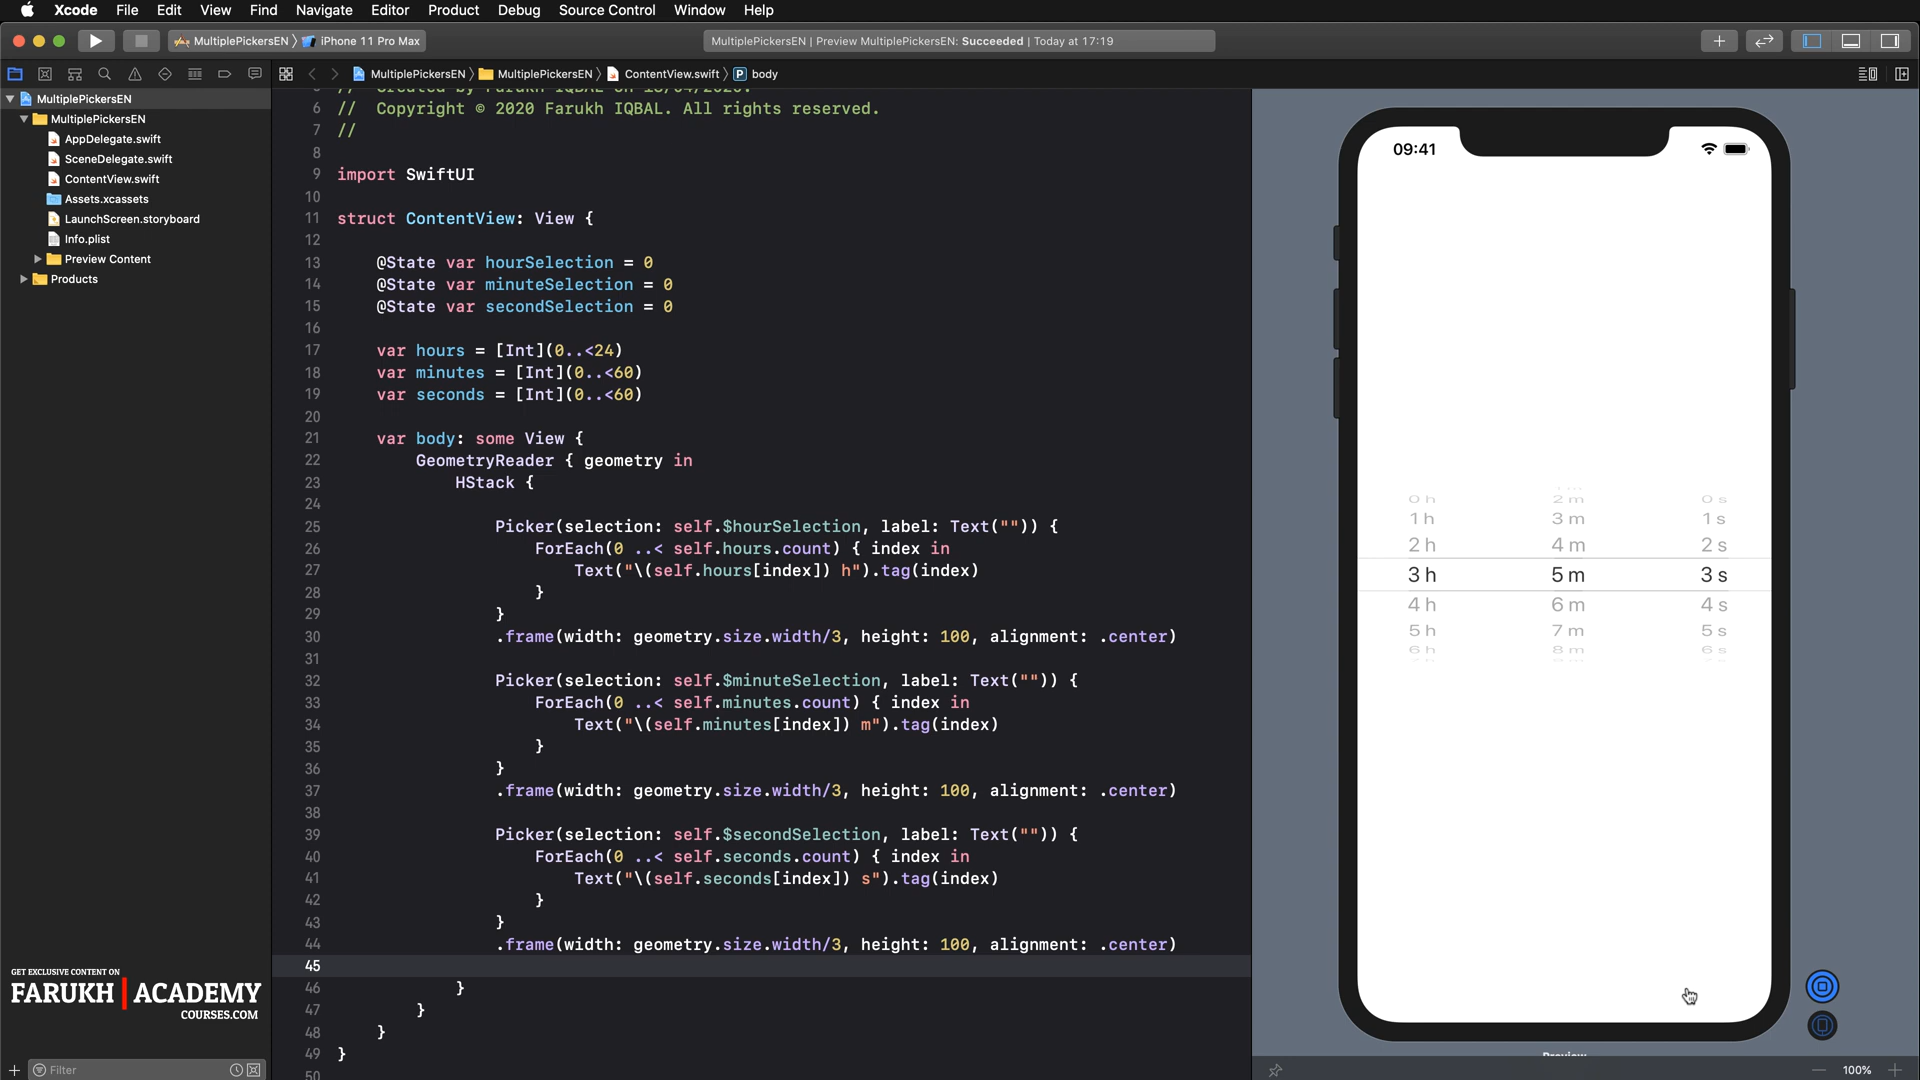 Xcode File Edit View Find Navigate Editor Product Debug Source Control Window Help
MultiplePickersEN 〉 iPhone 11 Pro Max
MultiplePickersEN | Preview MultiplePickersEN: Succeeded | Today at 17:19
MultiplePickersEN 〉 MultiplePickersEN 〉 ContentView.swift 〉 P body
MultiplePickersEN
MultiplePickersEN
AppDelegate.swift
SceneDelegate.swift
ContentView.swift
Assets.xcassets
LaunchScreen.storyboard
Info.plist
Preview Content
Products
6 // Copyright © 2020 Farukh IQBAL. All rights reserved.
7 //
8
9 import SwiftUI
10
11 struct ContentView: View {
12
13 @State var hourSelection = 0
14 @State var minuteSelection = 0
15 @State var secondSelection = 0
16
17 var hours = [Int](0..<24)
18 var minutes = [Int](0..<60)
19 var seconds = [Int](0..<60)
20
21 var body: some View {
22 GeometryReader { geometry in
23 HStack {
24
25 Picker(selection: self.$hourSelection, label: Text("")) {
26 ForEach(0 ..< self.hours.count) { index in
27 Text("\(self.hours[index]) h").tag(index)
28 }
29 }
30 .frame(width: geometry.size.width/3, height: 100, alignment: .center)
31
32 Picker(selection: self.$minuteSelection, label: Text("")) {
33 ForEach(0 ..< self.minutes.count) { index in
34 Text("\(self.minutes[index]) m").tag(index)
35 }
36 }
37 .frame(width: geometry.size.width/3, height: 100, alignment: .center)
38
39 Picker(selection: self.$secondSelection, label: Text("")) {
40 ForEach(0 ..< self.seconds.count) { index in
41 Text("\(self.seconds[index]) s").tag(index)
42 }
43 }
44 .frame(width: geometry.size.width/3, height: 100, alignment: .center)
45
46 }
47 }
48 }
49 }
50
09:41
0 h 2 m 0 s
1 h 3 m 1 s
2 h 4 m 2 s
3 h 5 m 3 s
4 h 6 m 4 s
5 h 7 m 5 s
6 h 8 m 6 s
GET EXCLUSIVE CONTENT ON
FARUKH | ACADEMY
COURSES.COM
Filter
Preview
100%